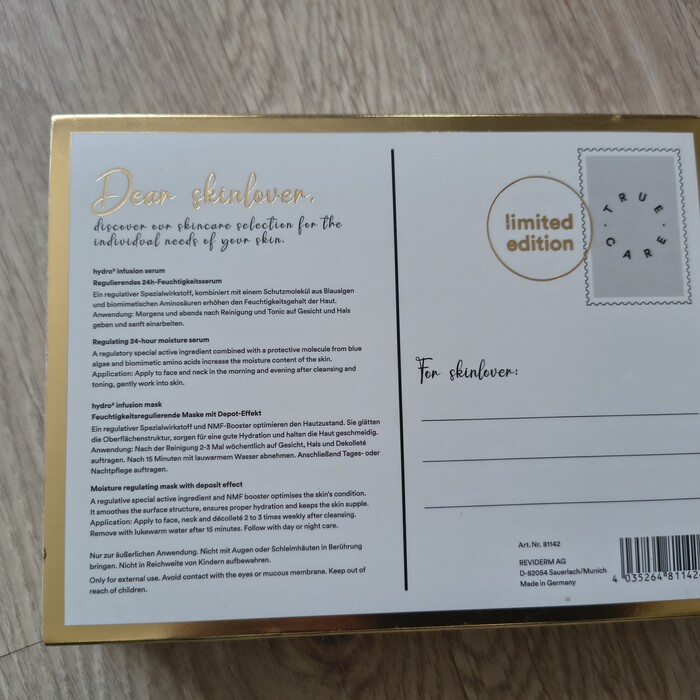 Dear skinlover,
discover our skincare selection for the
individual needs of your skin.
hydro² infusion serum
Regulierendes 24h-Feuchtigkeitsserum
Ein regulativer Spezialwirkstoff, kombiniert mit einem Schutzmolekül aus Blaualgen
und biomimetischen Aminosäuren erhöhen den Feuchtigkeitsgehalt der Haut.
Anwendung: Morgens und abends nach Reinigung und Tonic auf Gesicht und Hals
geben und sanft einarbeiten.
Regulating 24-hour moisture serum
A regulatory special active ingredient combined with a protective molecule from blue
algae and biomimetic amino acids increase the moisture content of the skin.
Application: Apply to face and neck in the morning and evening after cleansing and
toning, gently work into skin.
hydro² infusion mask
Feuchtigkeitsregulierende Maske mit Depot-Effekt
Ein regulativer Spezialwirkstoff und NMF-Booster optimieren den Hautzustand. Sie glätten
die Oberflächenstruktur, sorgen für eine gute Hydration und halten die Haut geschmeidig.
Anwendung: Nach der Reinigung 2-3 Mal wöchentlich auf Gesicht, Hals und Dekolleté
auftragen. Nach 15 Minuten mit lauwarmem Wasser abnehmen. Anschließend Tages- oder
Nachtpflege auftragen.
Moisture regulating mask with deposit effect
A regulative special active ingredient and NMF booster optimises the skin's condition.
It smoothes the surface structure, ensures proper hydration and keeps the skin supple.
Application: Apply to face, neck and décolleté 2 to 3 times weekly after cleansing.
Remove with lukewarm water after 15 minutes. Follow with day or night care.
Nur zur äußerlichen Anwendung. Nicht mit Augen oder Schleimhäuten in Berührung
bringen. Nicht in Reichweite von Kindern aufbewahren.
Only for external use. Avoid contact with the eyes or mucous membrane. Keep out of
reach of children.
limited
edition
· TRUE ·
CARE
For skinlover:
Art. Nr. 81142
REVIDERM AG
D-82054 Sauerlach/Munich
Made in Germany
4 035264 81142